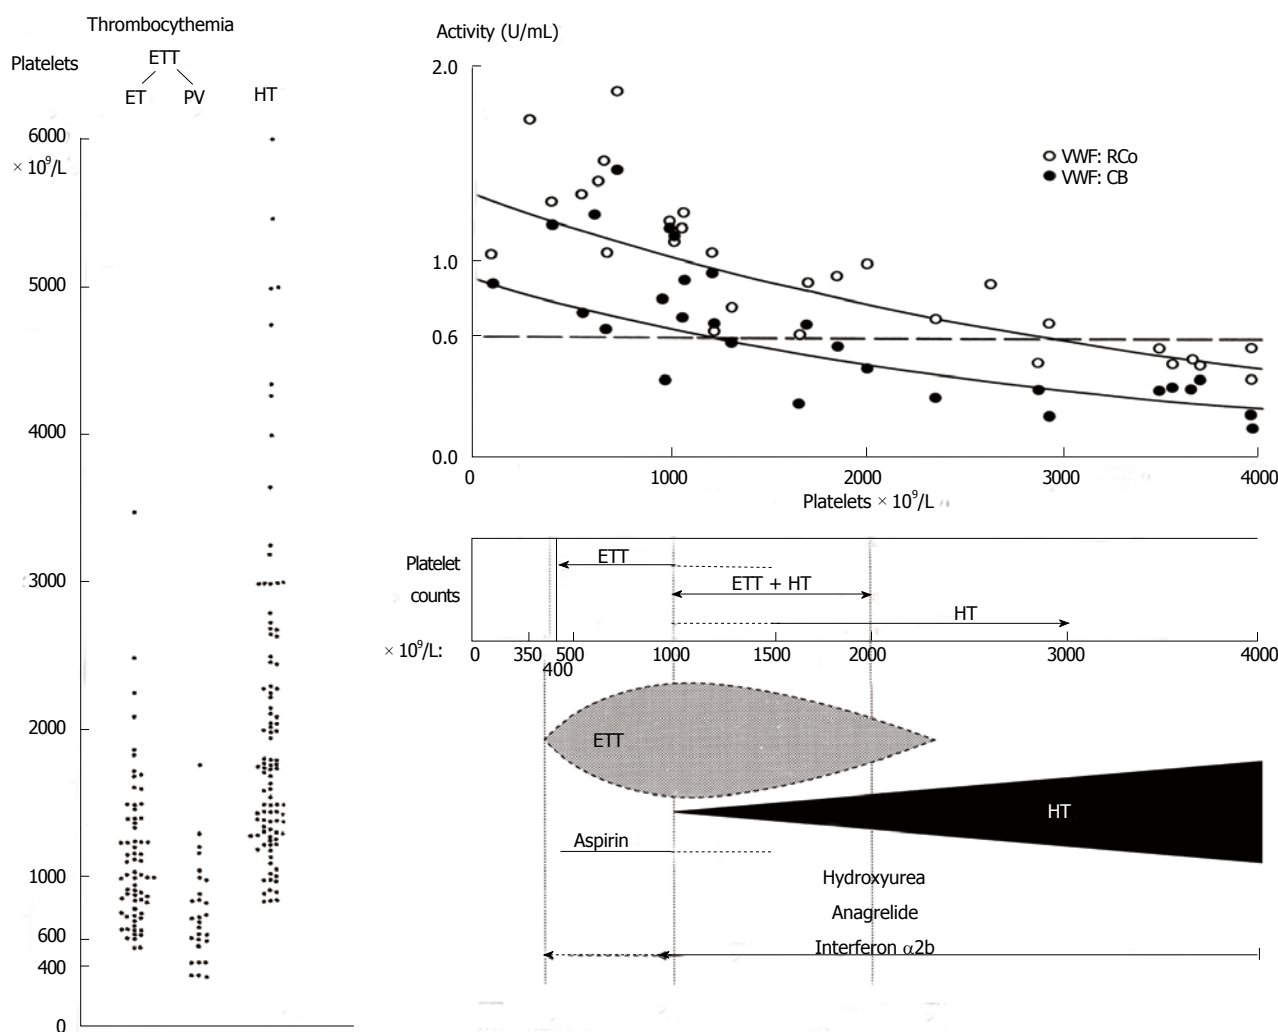 Thrombocythemia
ETT
Platelets
ET PV HT
6000
× 10⁹/L
5000
4000
3000
2000
1000
600
400
0
Activity (U/mL)
2.0
1.0
0.6
0.0
VWF: RCo
VWF: CB
0 1000 2000 3000 4000
Platelets × 10⁹/L
Platelet
counts
ETT
ETT + HT
HT
× 10⁹/L: 0 350 500 1000 1500 2000 3000 4000
400
ETT
HT
Aspirin
Hydroxyurea
Anagrelide
Interferon α2b